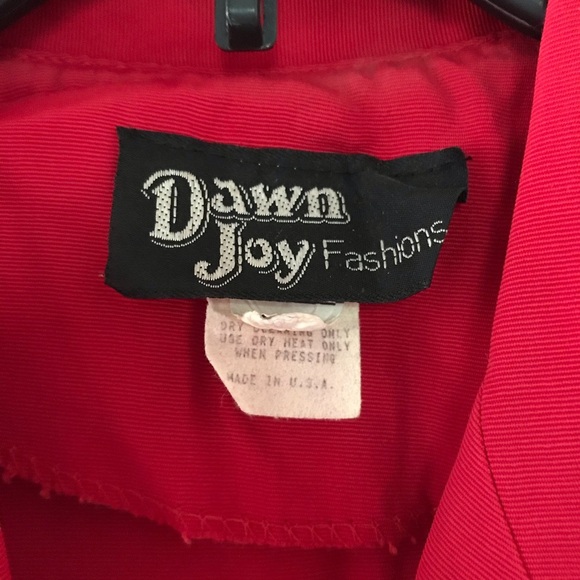 Dawn
Joy Fashions
DRY CLEANING ONLY
USE DRY HEAT ONLY
WHEN PRESSING
MADE IN U.S.A.